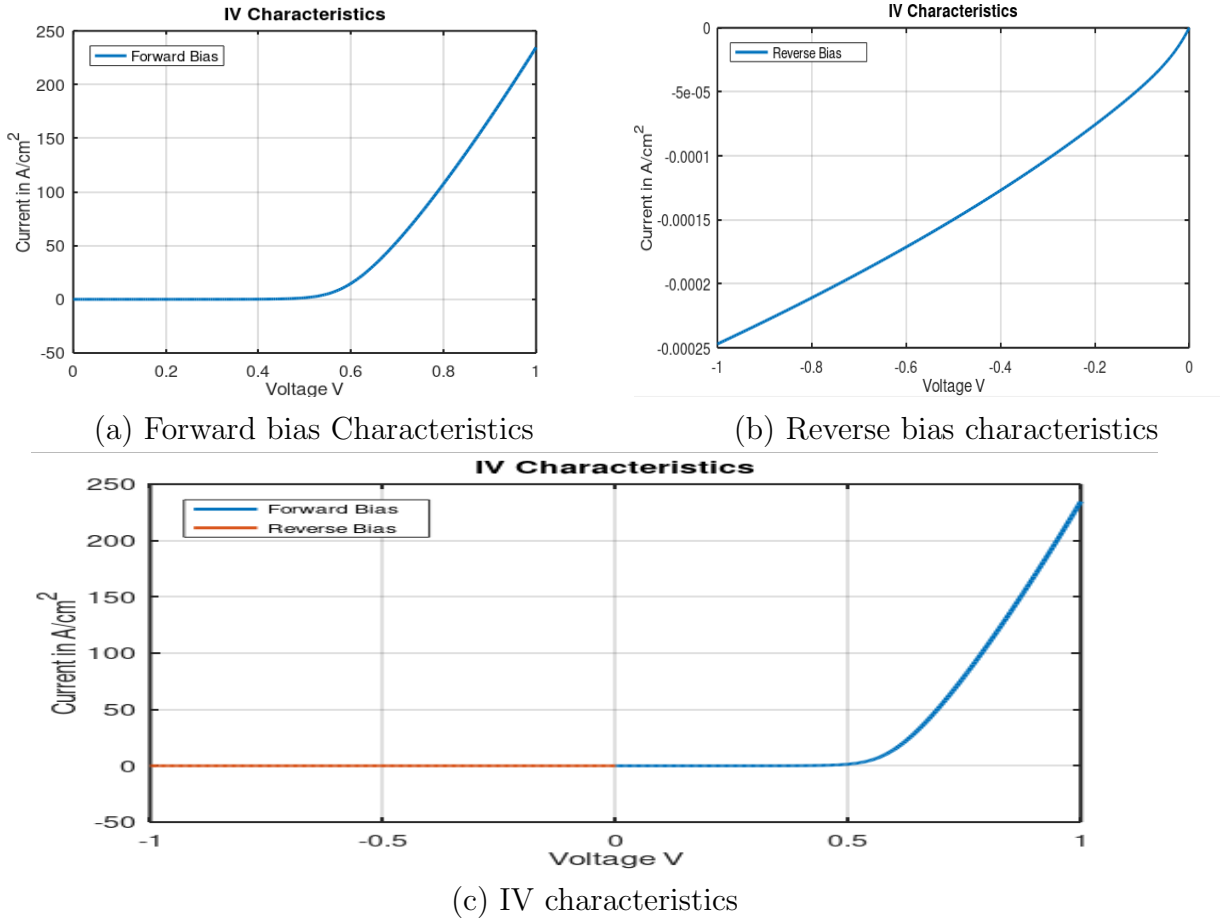 IV Characteristics
250
200
150
100
50
0
-50
Forward Bias
Current in A/cm2
0 0.2 0.4 0.6 0.8 1
Voltage V
(a) Forward bias Characteristics
IV Characteristics
0
-5e-05
-0.0001
-0.00015
-0.0002
-0.00025
Reverse Bias
Current in A/cm2
-1 -0.8 -0.6 -0.4 -0.2 0
Voltage V
(b) Reverse bias characteristics
IV Characteristics
250
200
150
100
50
0
-50
Forward Bias
Reverse Bias
Current in A/cm2
-1 -0.5 0 0.5 1
Voltage V
(c) IV characteristics